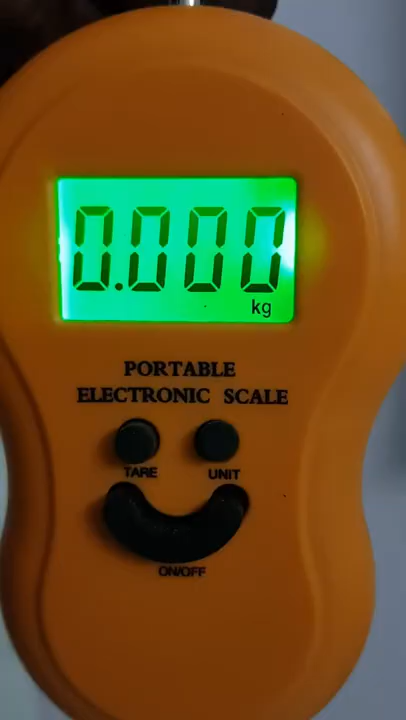 0.000
kg
PORTABLE
ELECTRONIC SCALE
TARE UNIT
ON/OFF